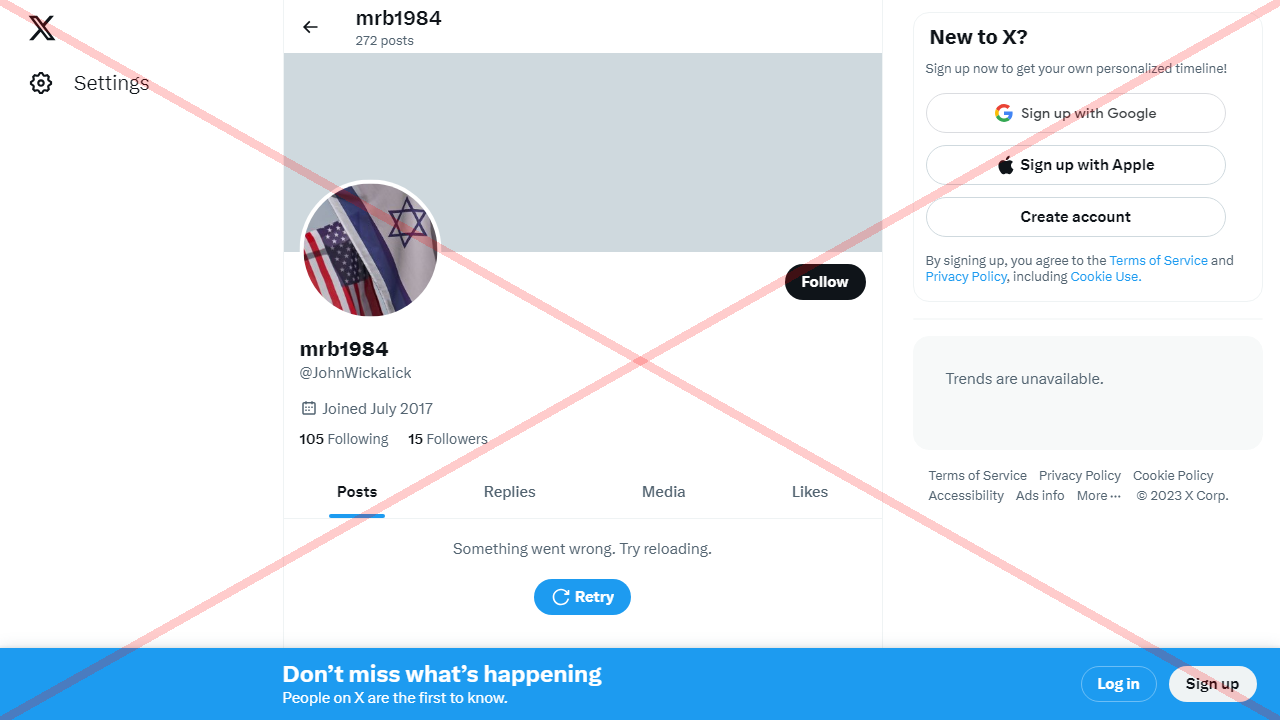 mrb1984
272 posts
Settings
New to X?
Sign up now to get your own personalized timeline!
Sign up with Google
Sign up with Apple
Create account
By signing up, you agree to the Terms of Service and
Privacy Policy, including Cookie Use.
Follow
mrb1984
@JohnWickalick
Joined July 2017
105 Following 15 Followers
Posts Replies Media Likes
Something went wrong. Try reloading.
Retry
Trends are unavailable.
Terms of Service Privacy Policy Cookie Policy
Accessibility Ads info More ··· © 2023 X Corp.
Don’t miss what’s happening
People on X are the first to know.
Log in Sign up